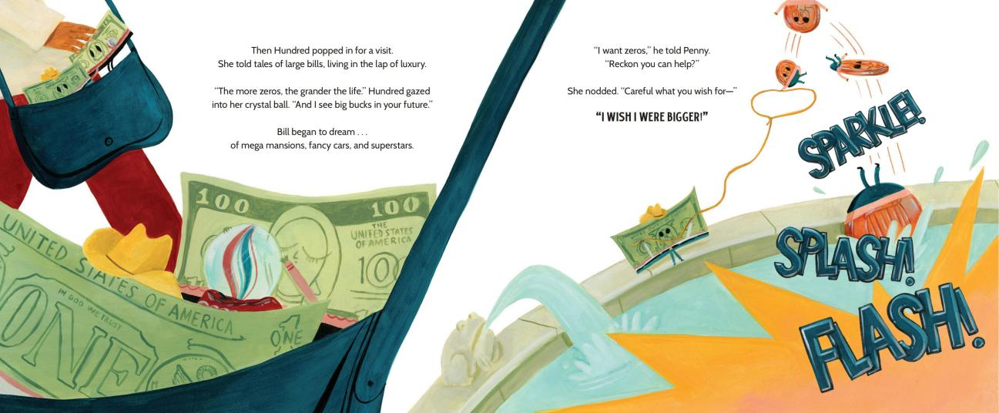 Then Hundred popped in for a visit.
She told tales of large bills, living in the lap of luxury.
“The more zeros, the grander the life.” Hundred gazed
into her crystal ball. “And I see big bucks in your future.”
Bill began to dream . . .
of mega mansions, fancy cars, and superstars.
100
100
THE
UNITED STATES
OF AMERICA
100
UNITED STATES OF AMERICA
IN GOD WE TRUST
ONE
1
ONE
“I want zeros,” he told Penny.
“Reckon you can help?”
She nodded. “Careful what you wish for—”
“I WISH I WERE BIGGER!”
SPARKLE!
SPLASH!
FLASH!